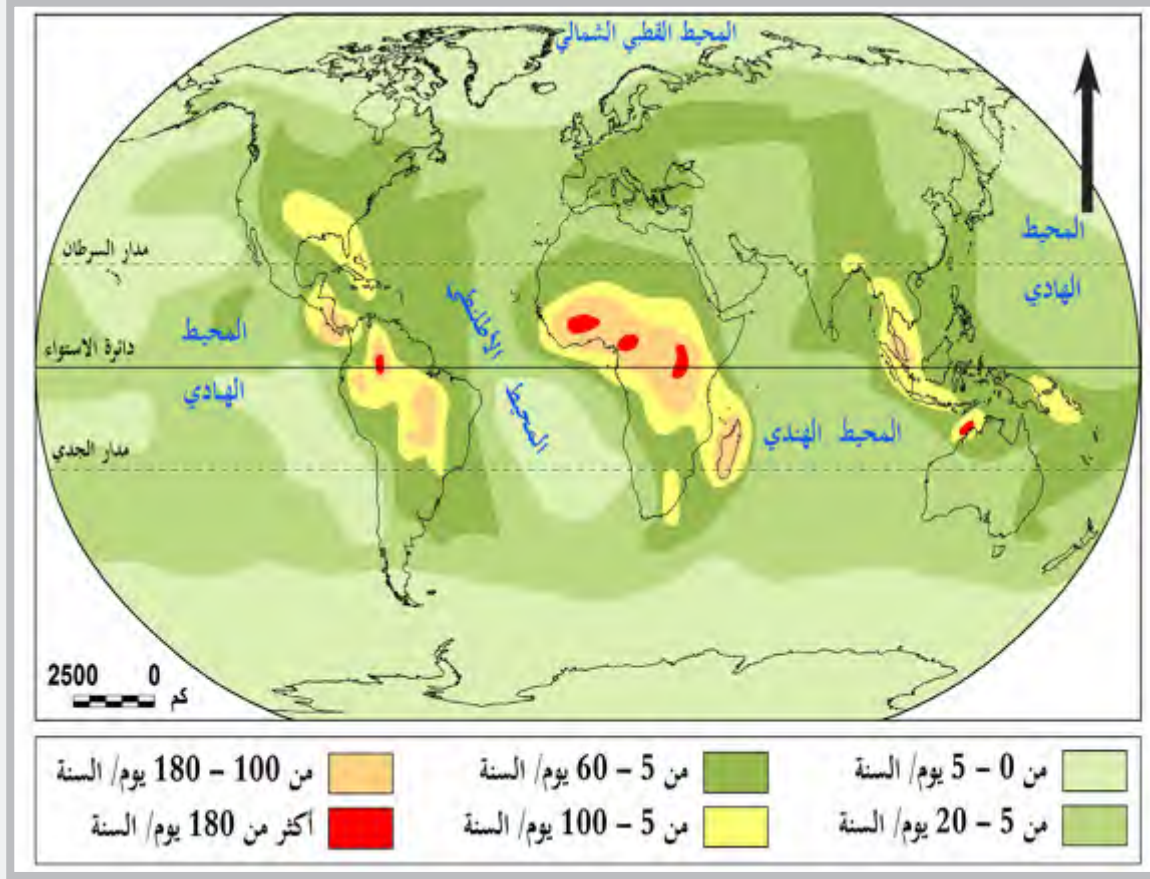 المحيط القطبي الشمالي
مدار السرطان
المحيط
الهادي
دائرة الاستواء
المحيط
الهادي
المحيط الأطلنطي
المحيط الهندي
مدار الجدي
2500 0
كم
من 0 – 5 يوم/ السنة
من 5 – 60 يوم/ السنة
من 100 – 180 يوم/ السنة
من 5 – 20 يوم/ السنة
من 5 – 100 يوم/ السنة
أكثر من 180 يوم/ السنة